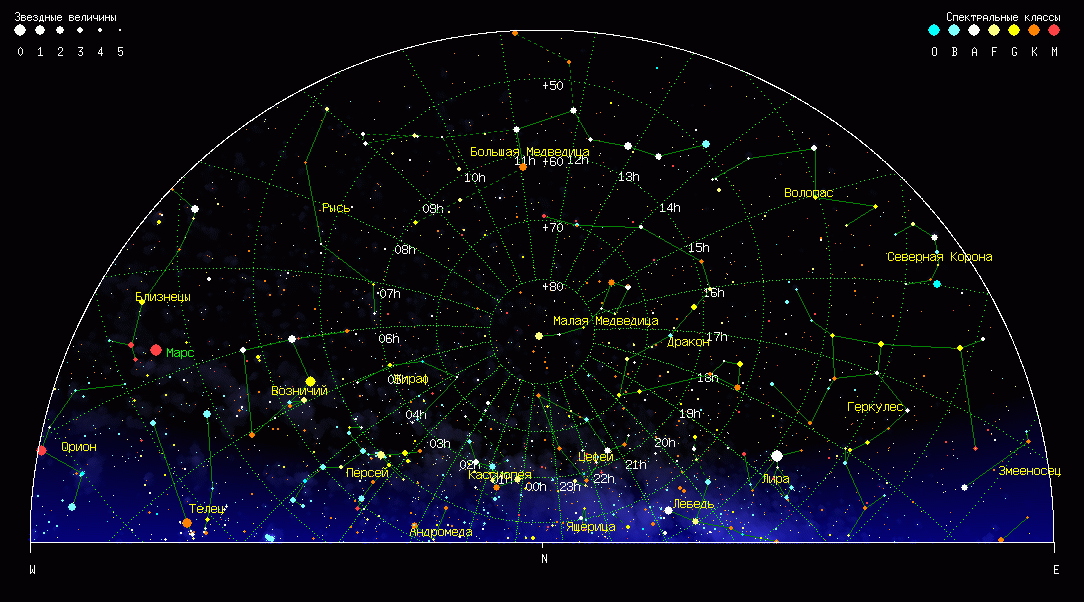 Звездные величины
0 1 2 3 4 5
Спектральные классы
O B A F G K M
+50
Большая Медведица
11h +60 12h
10h
13h
Волопас
Рысь
09h
14h
+70
08h
15h
Северная Корона
+80
07h
16h
Близнецы
Малая Медведица
06h
17h
Дракон
Марс
05h
Жираф
18h
Возничий
04h
19h
Геркулес
03h
20h
Орион
Цефей
02h
21h
Персей
Кассиопея
Змееносец
01h
00h
23h
22h
Лира
Телец
Лебедь
Андромеда
Ящерица
W
N
E